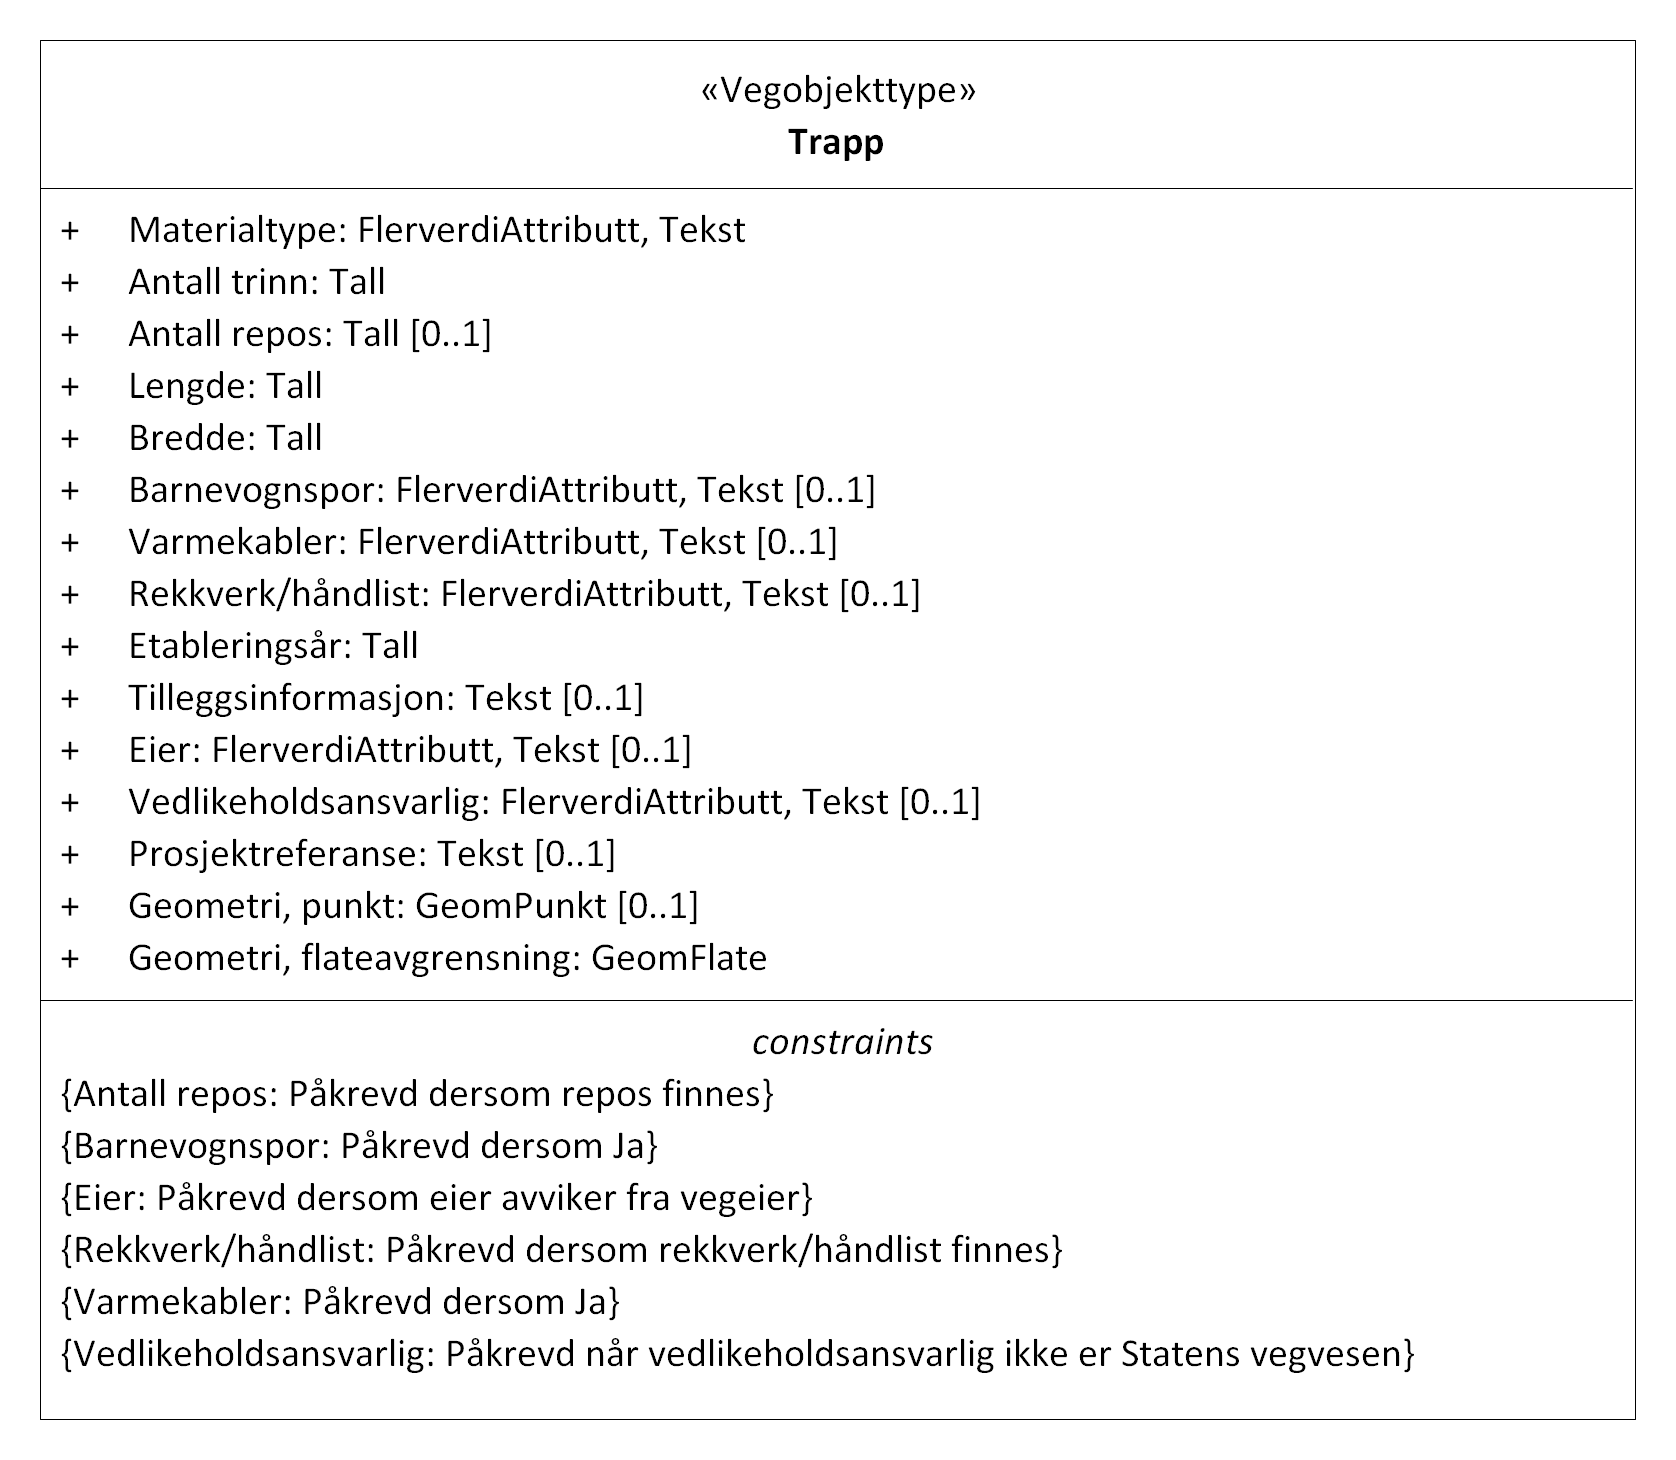 «Vegobjekttype»
Trapp
+ Materialtype: FlerverdiAttributt, Tekst
+ Antall trinn: Tall
+ Antall repos: Tall [0..1]
+ Lengde: Tall
+ Bredde: Tall
+ Barnevognspor: FlerverdiAttributt, Tekst [0..1]
+ Varmekabler: FlerverdiAttributt, Tekst [0..1]
+ Rekkverk/håndlist: FlerverdiAttributt, Tekst [0..1]
+ Etableringsår: Tall
+ Tilleggsinformasjon: Tekst [0..1]
+ Eier: FlerverdiAttributt, Tekst [0..1]
+ Vedlikeholdsansvarlig: FlerverdiAttributt, Tekst [0..1]
+ Prosjektreferanse: Tekst [0..1]
+ Geometri, punkt: GeomPunkt [0..1]
+ Geometri, flateavgrensning: GeomFlate
constraints
{Antall repos: Påkrevd dersom repos finnes}
{Barnevognspor: Påkrevd dersom Ja}
{Eier: Påkrevd dersom eier avviker fra vegeier}
{Rekkverk/håndlist: Påkrevd dersom rekkverk/håndlist finnes}
{Varmekabler: Påkrevd dersom Ja}
{Vedlikeholdsansvarlig: Påkrevd når vedlikeholdsansvarlig ikke er Statens vegvesen}